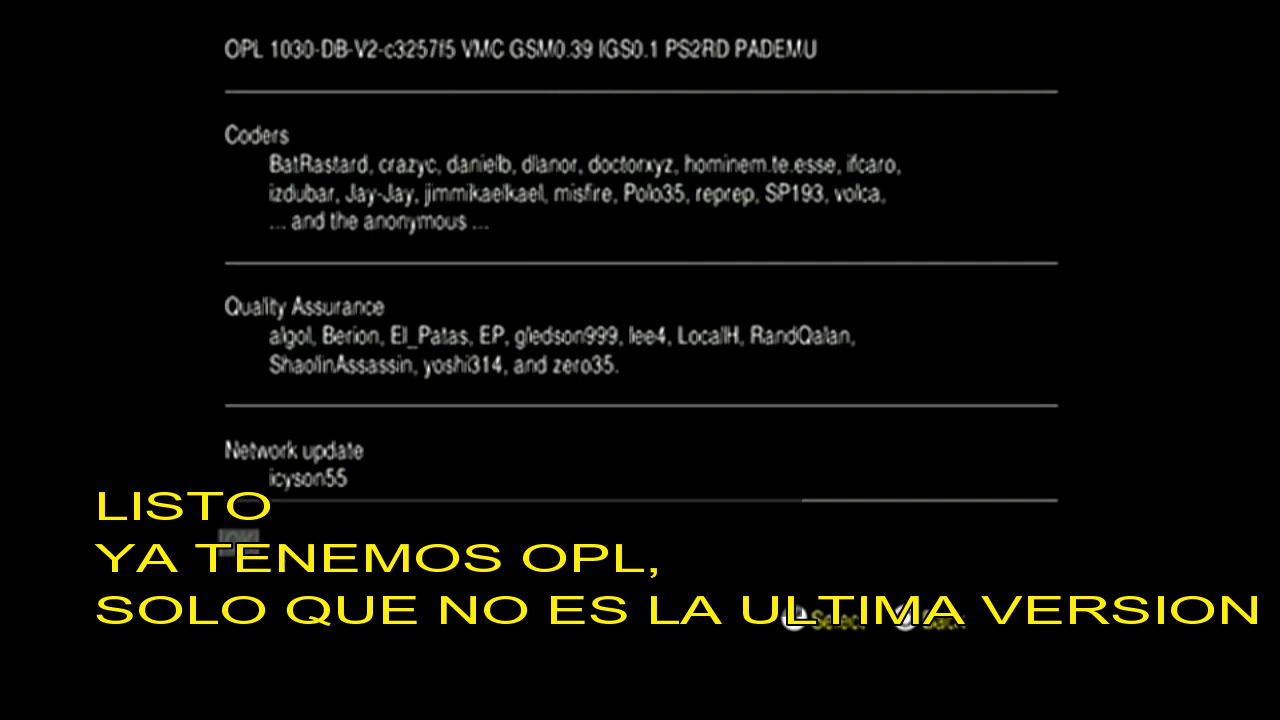 OPL 1030-DB-V2-c3257f5 VMC GSM0.39 IGS0.1 PS2RD PADEMU
Coders
BatRastard, crazyc, danielb, dlanor, doctorxyz, hominem.te.esse, ifcaro,
izdubar, Jay-Jay, jimmikaelkael, misfire, Polo35, reprep, SP193, volca,
... and the anonymous ...
Quality Assurance
algol, Berion, El_Patas, EP, gledson999, lee4, LocalH, RandQalan,
ShaolinAssassin, yoshi314, and zero35.
Network update
icyson55
LISTO
YA TENEMOS OPL,
SOLO QUE NO ES LA ULTIMA VERSION
Select